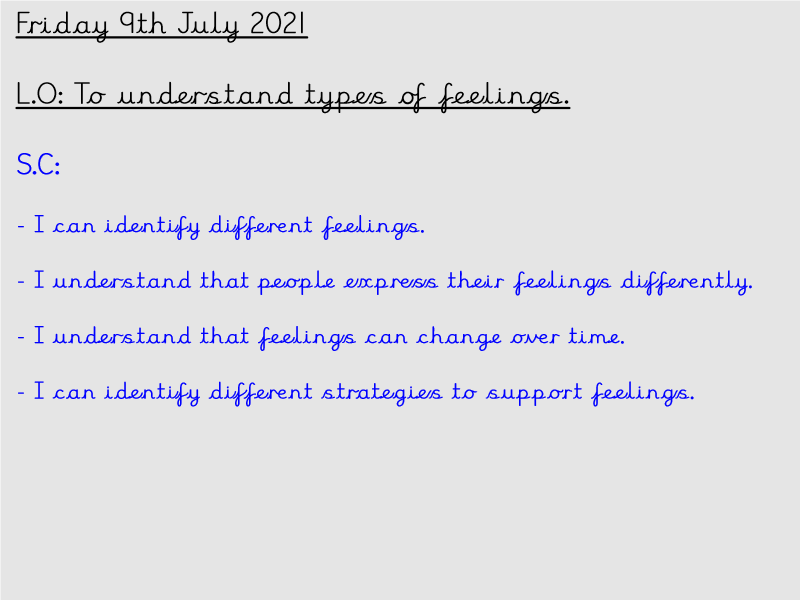 Friday 9th July 2021
L.O: To understand types of feelings.
S.C:
- I can identify different feelings.
- I understand that people express their feelings differently.
- I understand that feelings can change over time.
- I can identify different strategies to support feelings.